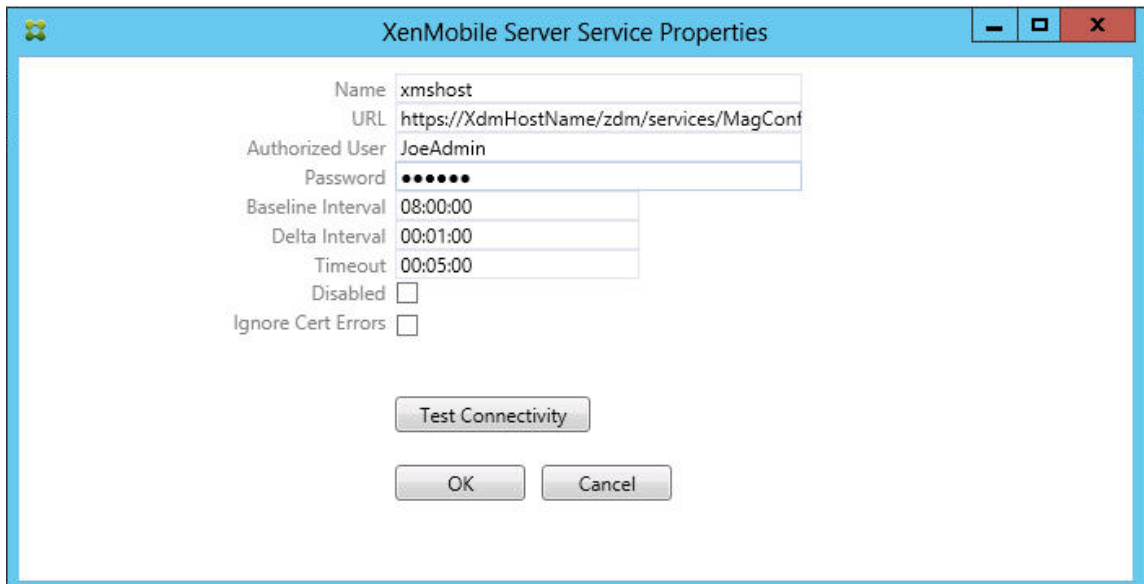 XenMobile Server Service Properties
Name xmshost
URL https://XdmHostName/zdm/services/MagConf
Authorized User JoeAdmin
Password ●●●●●●
Baseline Interval 08:00:00
Delta Interval 00:01:00
Timeout 00:05:00
Disabled
Ignore Cert Errors
Test Connectivity
OK Cancel